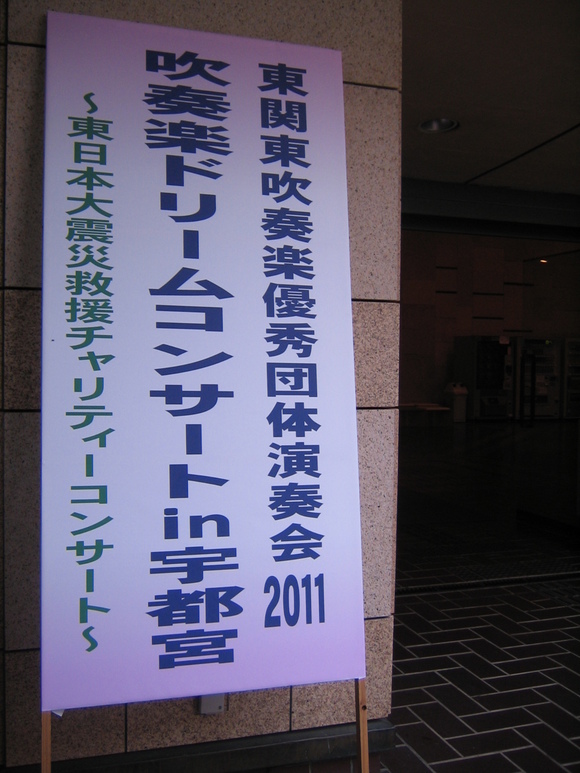 東関東吹奏楽優秀団体演奏会2011
吹奏楽ドリームコンサートin宇都宮
～東日本大震災救援チャリティーコンサート～